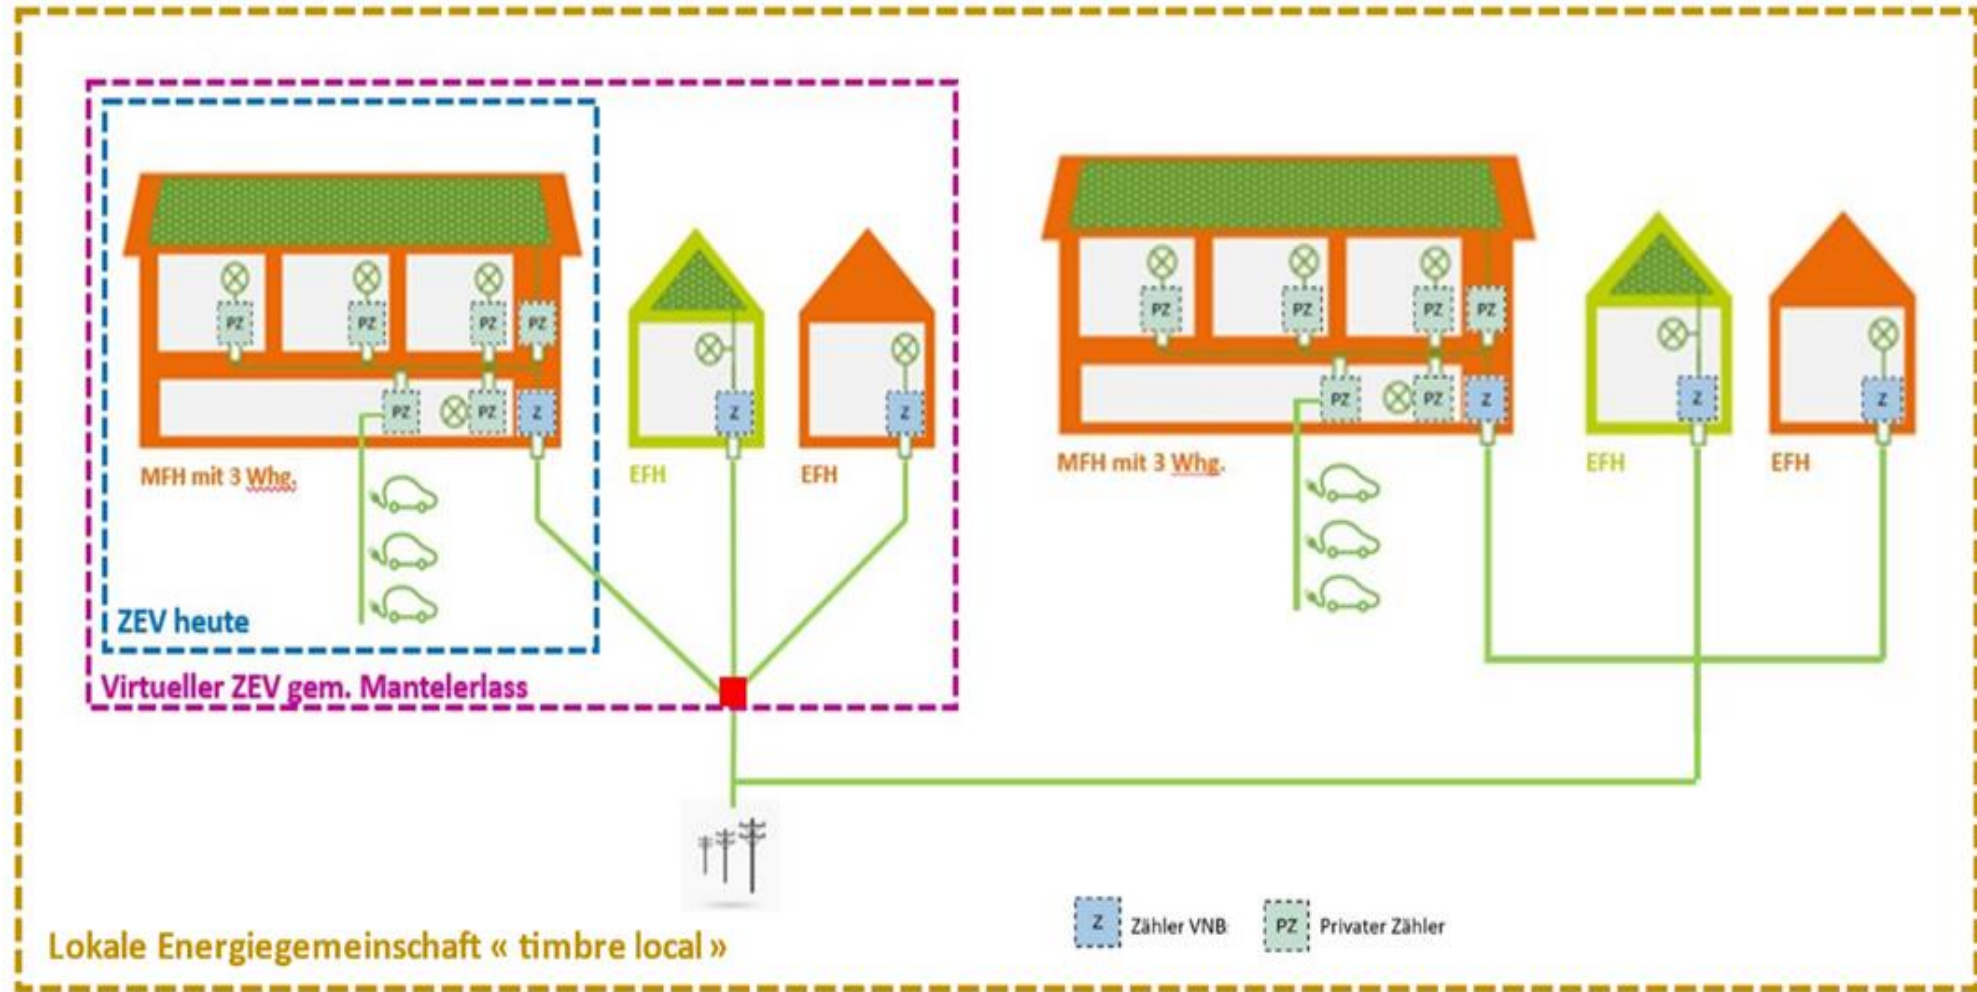 PZ PZ PZ PZ
PZ PZ Z
Z
Z
MFH mit 3 Whg.
EFH
EFH
ZEV heute
Virtueller ZEV gem. Mantelerlass
PZ PZ PZ PZ
PZ PZ Z
Z
Z
MFH mit 3 Whg.
EFH
EFH
Z Zähler VNB
PZ Privater Zähler
Lokale Energiegemeinschaft « timbre local »